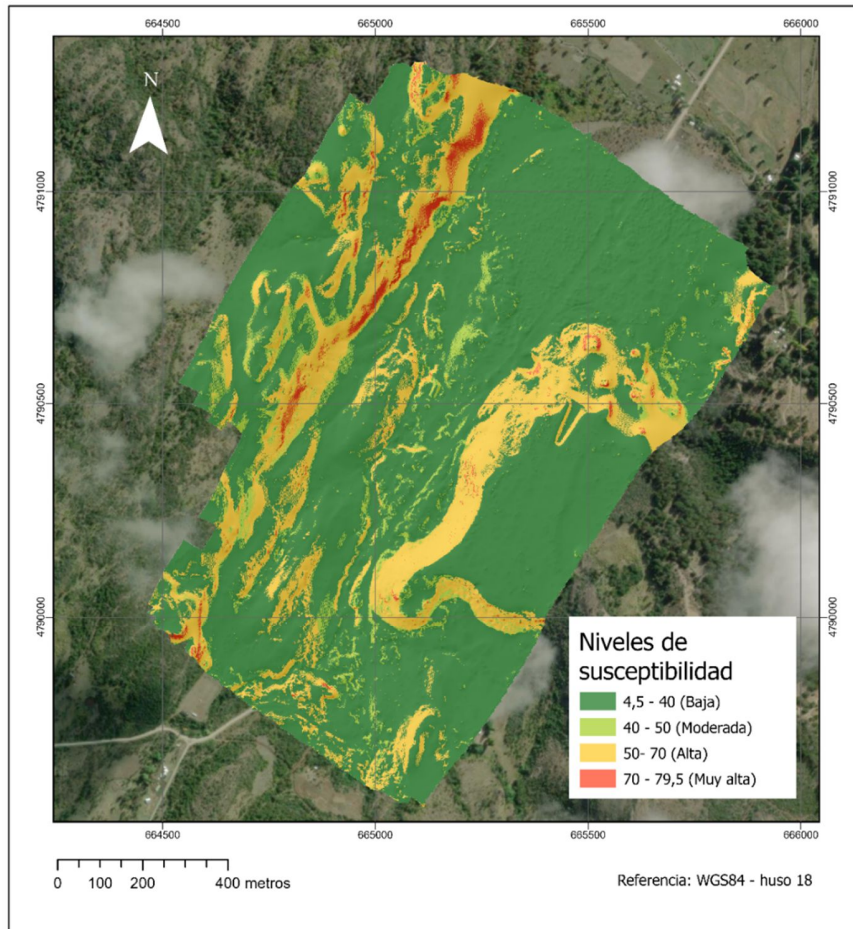 664500 665000 665500 666000
N
4791000 4791000
4790500 4790500
4790000 4790000
Niveles de
susceptibilidad
4,5 - 40 (Baja)
40 - 50 (Moderada)
50- 70 (Alta)
70 - 79,5 (Muy alta)
664500 665000 665500 666000
0 100 200 400 metros
Referencia: WGS84 - huso 18